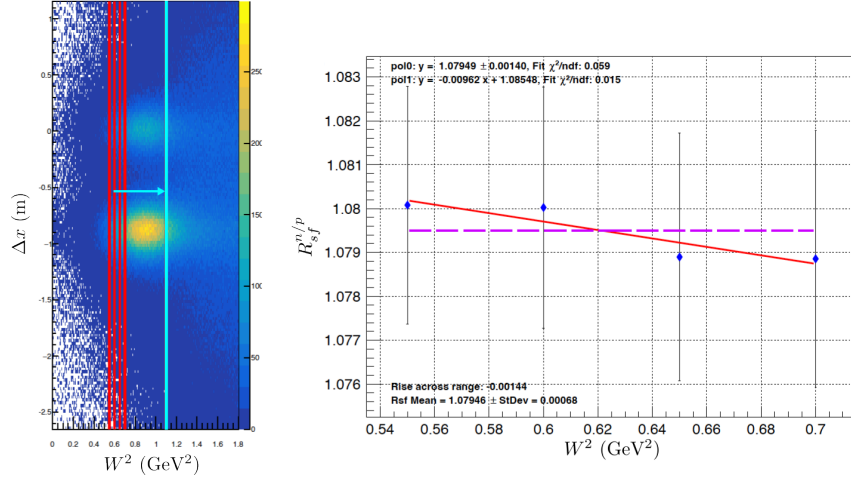 1
0.5
0
−0.5
−1
−1.5
−2
−2.5
Δx (m)
0 0.2 0.4 0.6 0.8 1 1.2 1.4 1.6 1.8
W² (GeV²)
250
200
150
100
50
0
pol0: y = 1.07949 ± 0.00140, Fit χ²/ndf: 0.059
pol1: y = -0.00962 x + 1.08548, Fit χ²/ndf: 0.015
1.083
1.082
1.081
1.08
1.079
1.078
1.077
1.076
R_{sf}^{n/p}
Rise across range: -0.00144
Rsf Mean = 1.07946 ± StDev = 0.00068
0.54 0.56 0.58 0.6 0.62 0.64 0.66 0.68 0.7
W² (GeV²)